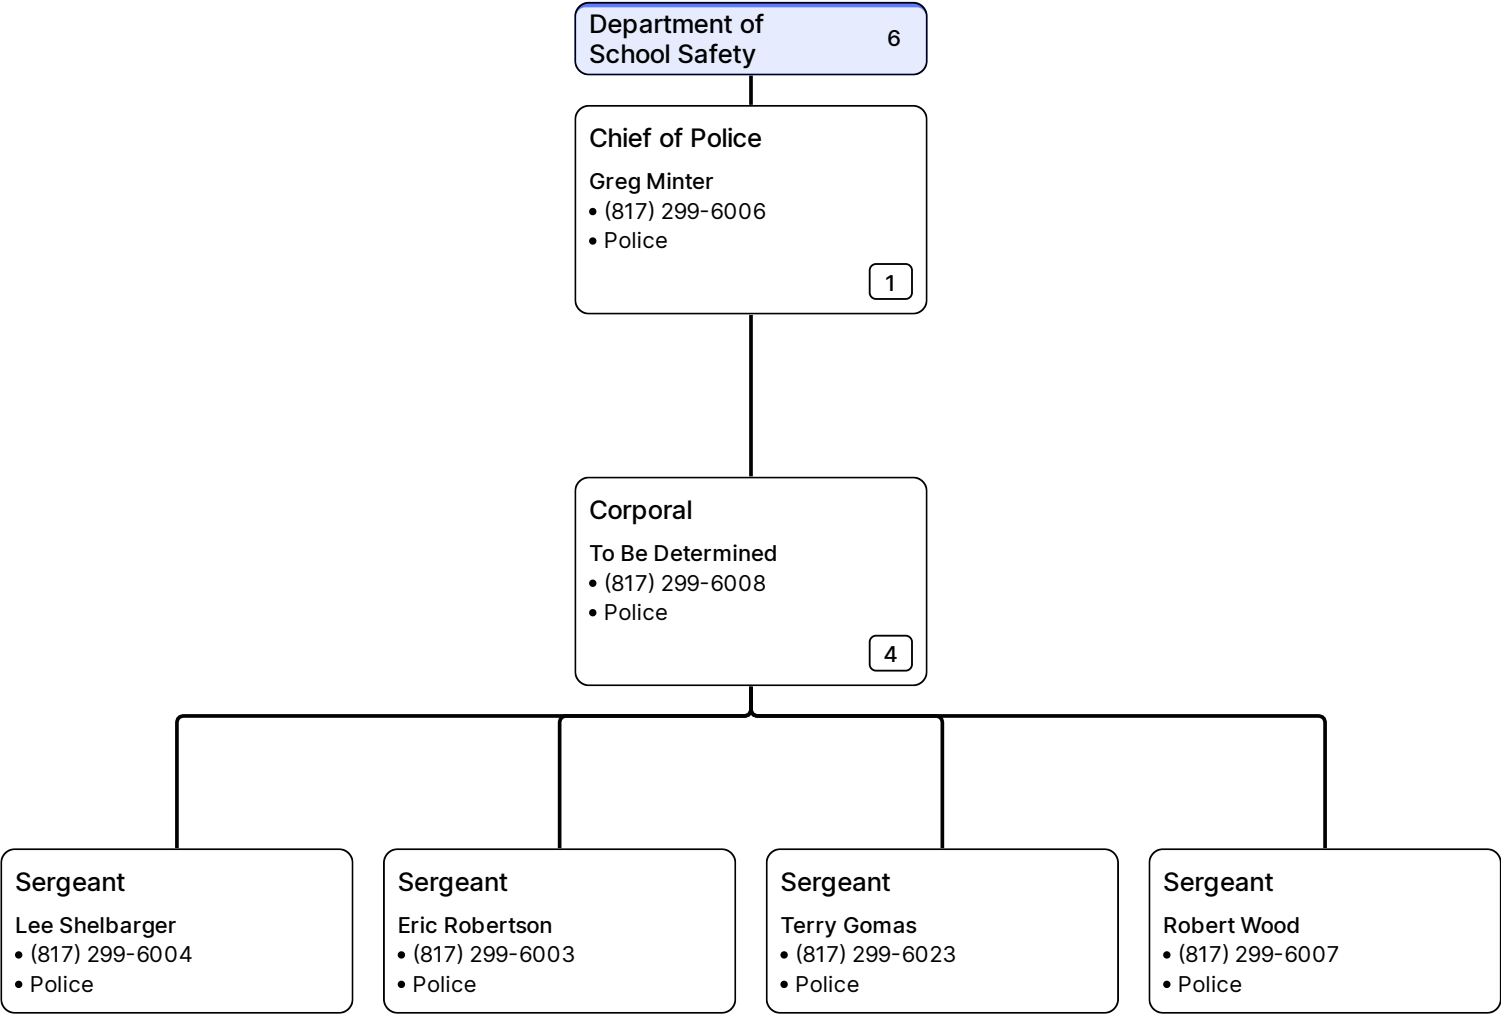 Department of
School Safety
6
Chief of Police
Greg Minter
• (817) 299-6006
• Police
1
Corporal
To Be Determined
• (817) 299-6008
• Police
4
Sergeant
Lee Shelbarger
• (817) 299-6004
• Police
Sergeant
Eric Robertson
• (817) 299-6003
• Police
Sergeant
Terry Gomas
• (817) 299-6023
• Police
Sergeant
Robert Wood
• (817) 299-6007
• Police